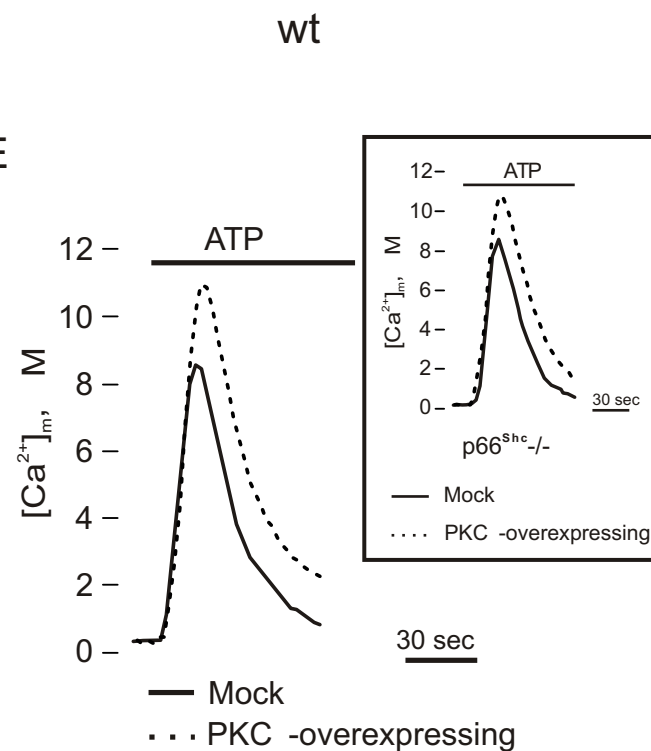 wt
E
ATP
12
10
8
6
4
2
0
[Ca²⁺]ₘ, M
30 sec
Mock
PKC -overexpressing
ATP
12
10
8
6
4
2
0
[Ca²⁺]ₘ, M
30 sec
p66ˢʰᶜ-/-
Mock
PKC -overexpressing